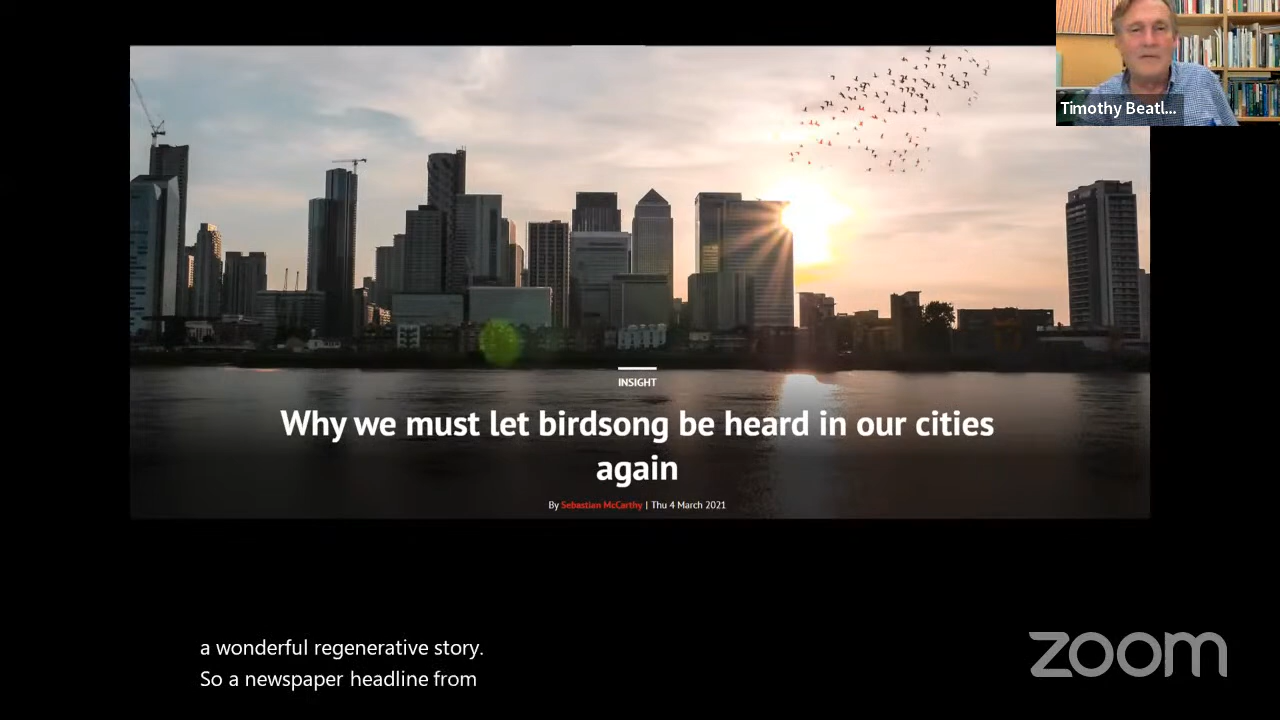 Timothy Beatl...
INSIGHT
Why we must let birdsong be heard in our cities
again
By Sebastian McCarthy | Thu 4 March 2021
a wonderful regenerative story.
So a newspaper headline from
zoom